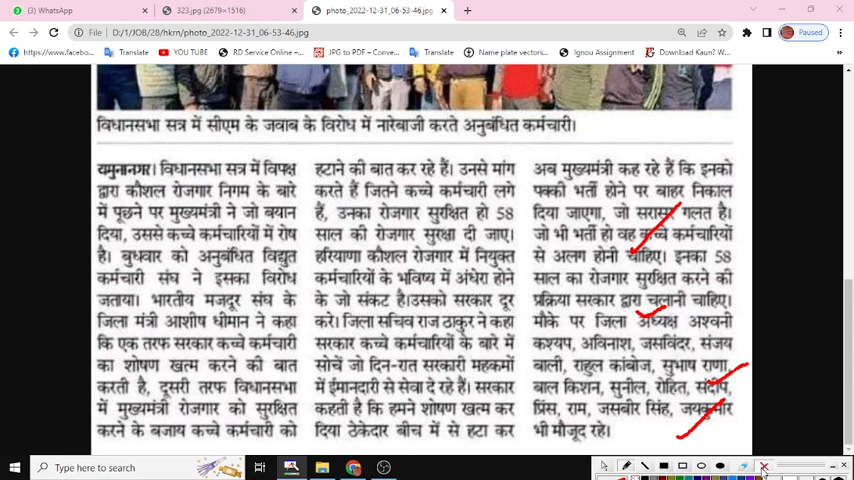 (3) WhatsApp
323.jpg (2679×1516)
photo_2022-12-31_06-53-46.jpg
File | D:/1/JOB/28/hkrn/photo_2022-12-31_06-53-46.jpg
Paused
https://www.facebo...
Translate
YOU TUBE
RD Service Online –...
JPG to PDF – Conve...
Translate
Name plate vectors...
Ignou Assignment
Download Kaun? W...
विधानसभा सत्र में सीएम के जवाब के विरोध में नारेबाजी करते अनुबंधित कर्मचारी।
यमुनानगर। विधानसभा सत्र में विपक्ष
द्वारा कौशल रोजगार निगम के बारे
में पूछने पर मुख्यमंत्री ने जो बयान
दिया, उससे कच्चे कर्मचारियों में रोष
है। बुधवार को अनुबंधित विद्युत
कर्मचारी संघ ने इसका विरोध
जताया। भारतीय मजदूर संघ के
जिला मंत्री आशीष धीमान ने कहा
कि एक तरफ सरकार कच्चे कर्मचारी
का शोषण खत्म करने की बात
करती है, दूसरी तरफ विधानसभा
में मुख्यमंत्री रोजगार को सुरक्षित
करने के बजाय कच्चे कर्मचारी को
हटाने की बात कर रहे हैं। उनसे मांग
करते हैं जितने कच्चे कर्मचारी लगे
हैं, उनका रोजगार सुरक्षित हो 58
साल की रोजगार सुरक्षा दी जाए।
हरियाणा कौशल रोजगार में नियुक्त
कर्मचारियों के भविष्य में अंधेरा होने
के जो संकट है।उसको सरकार दूर
करे। जिला सचिव राज ठाकुर ने कहा
सरकार कच्चे कर्मचारियों के बारे में
सोचें जो दिन-रात सरकारी महकमों
में ईमानदारी से सेवा दे रहे हैं। सरकार
कहती है कि हमने शोषण खत्म कर
दिया ठेकेदार बीच में से हटा कर
अब मुख्यमंत्री कह रहे हैं कि इनको
पक्की भर्ती होने पर बाहर निकाल
दिया जाएगा, जो सरासर गलत है।
जो भी भर्ती हो वह कच्चे कर्मचारियों
से अलग होनी चाहिए। इनका 58
साल का रोजगार सुरक्षित करने की
प्रक्रिया सरकार द्वारा चलानी चाहिए।
मौके पर जिला अध्यक्ष अश्वनी
कश्यप, अविनाश, जसविंदर, संजय
बाली, राहुल कांबोज, सुभाष राणा,
बाल किशन, सुनील, रोहित, संदीप,
प्रिंस, राम, जसबीर सिंह, जयकुमार
भी मौजूद रहे।
Type here to search